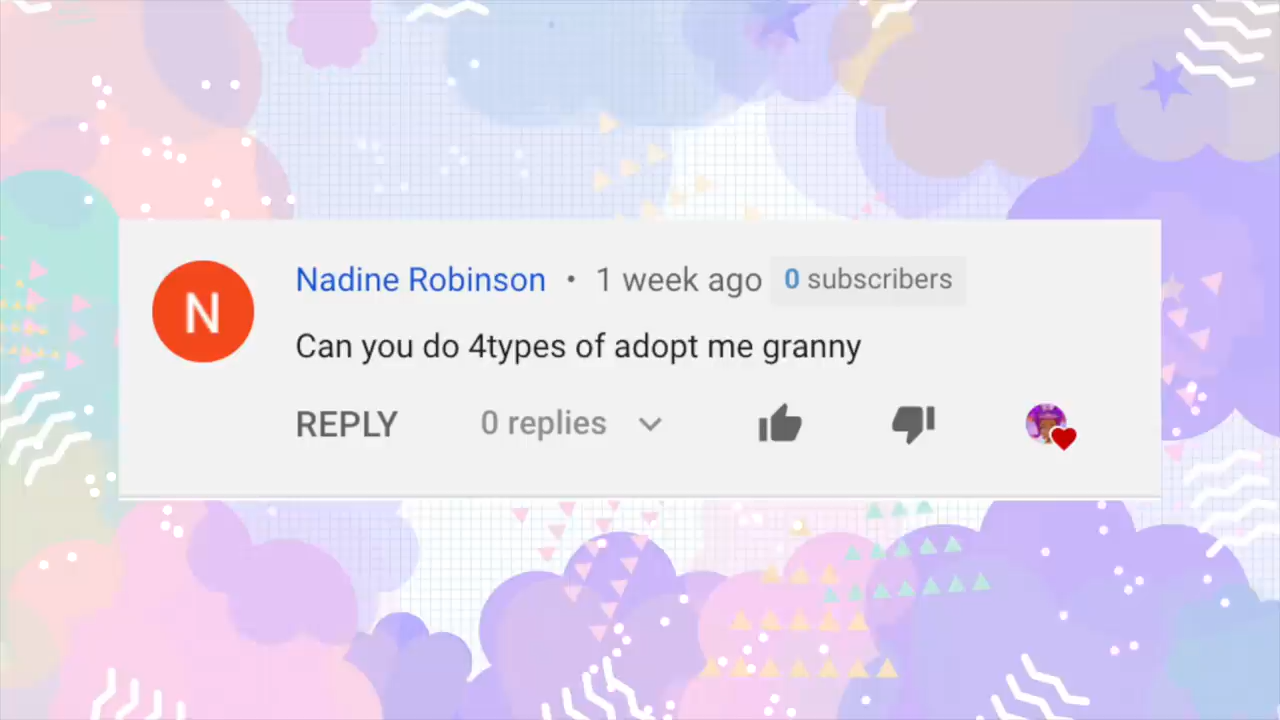 N
Nadine Robinson • 1 week ago 0 subscribers
Can you do 4types of adopt me granny
REPLY 0 replies